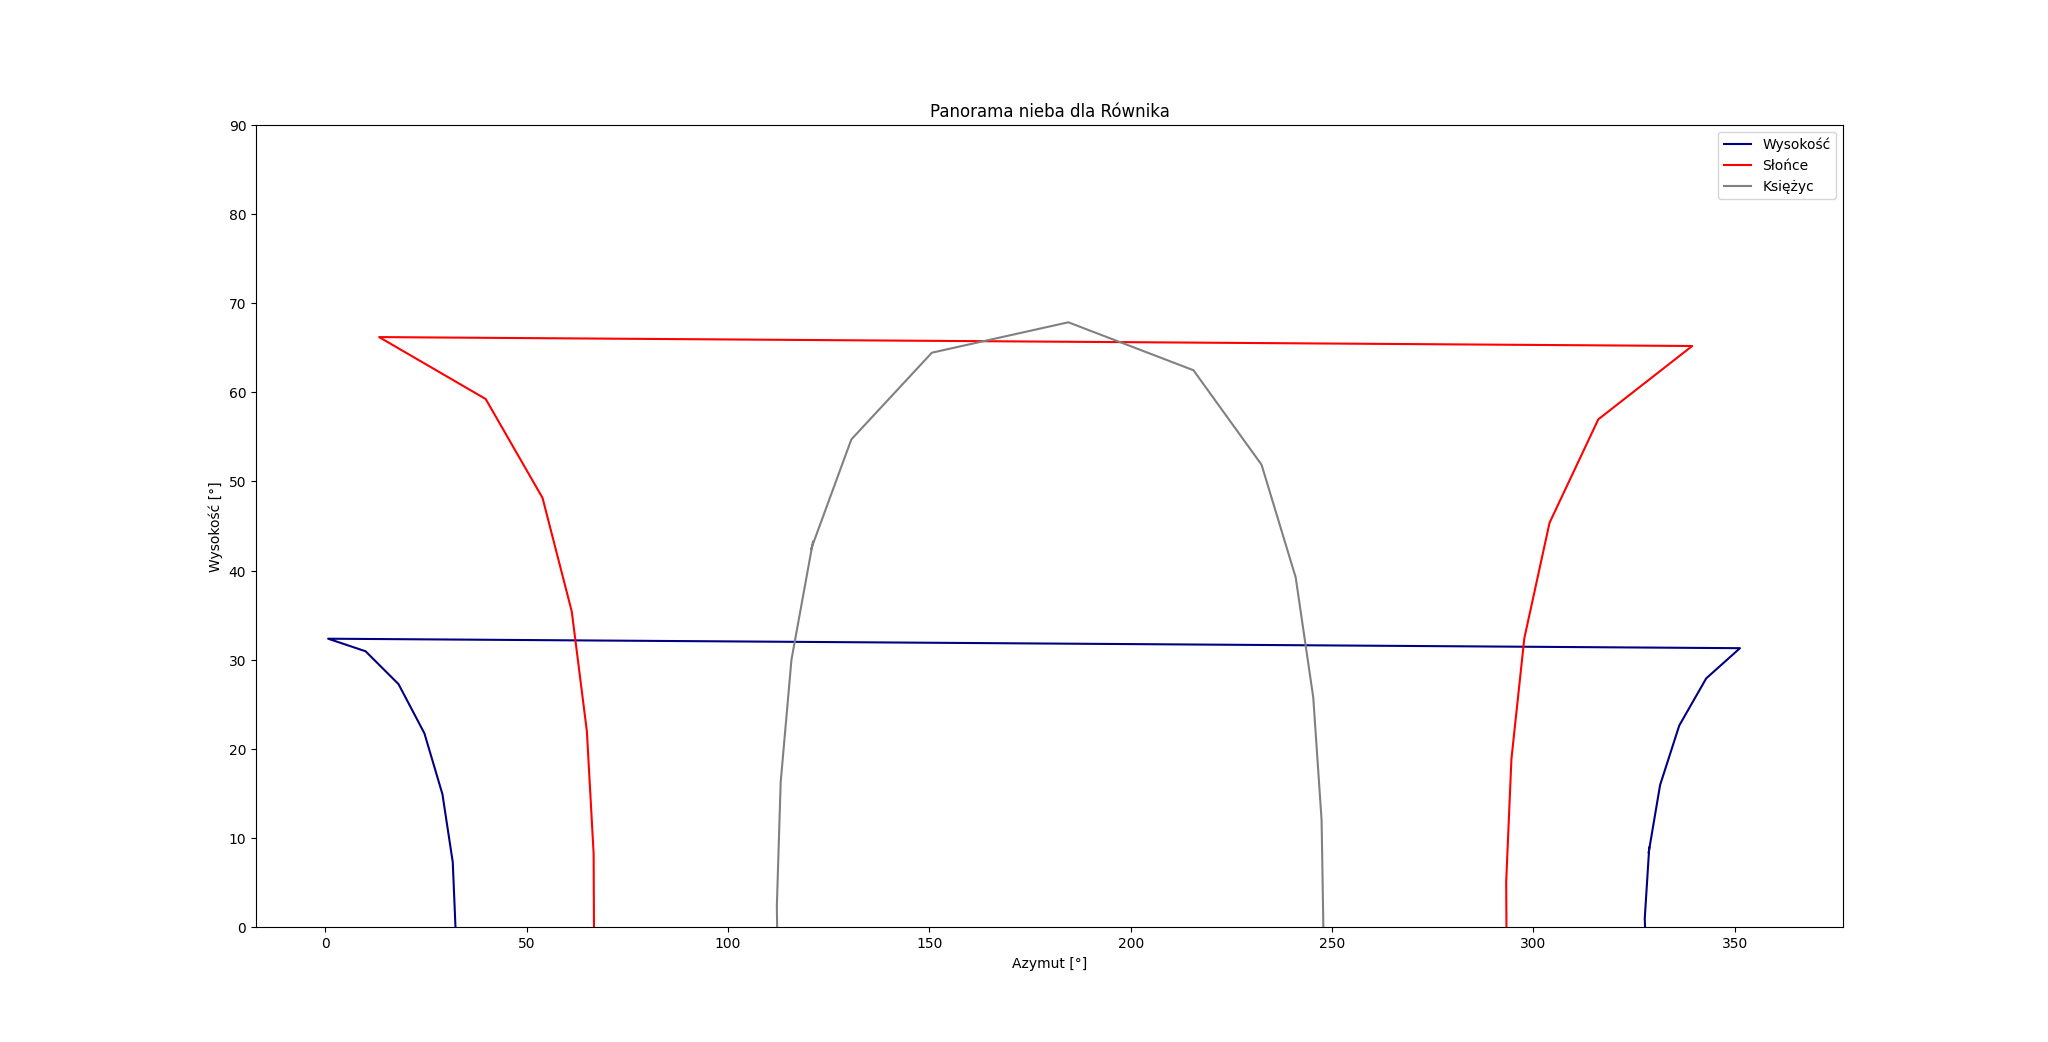 Panorama nieba dla Równika
Wysokość
Słońce
Księżyc
90
80
70
60
50
40
30
20
10
0
Wysokość [°]
0 50 100 150 200 250 300 350
Azymut [°]